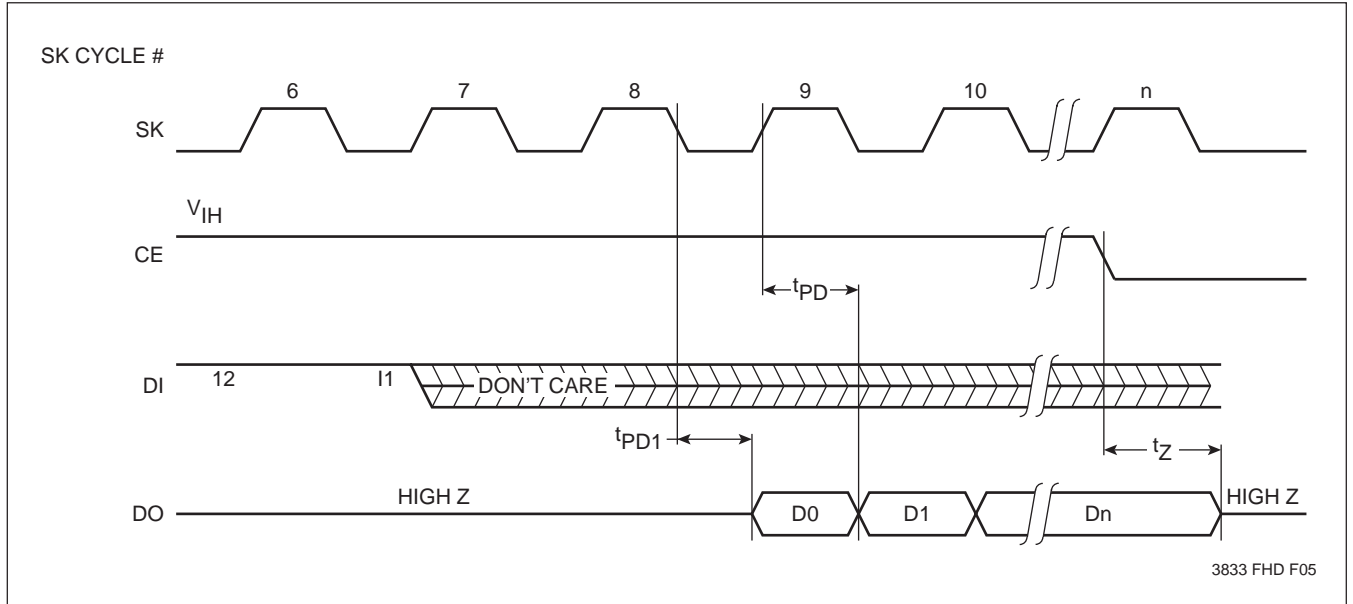 SK CYCLE #
6 7 8 9 10 n
SK
VIH
CE
tPD
DI 12 I1 DON'T CARE
tPD1 tZ
DO HIGH Z D0 D1 Dn HIGH Z
3833 FHD F05